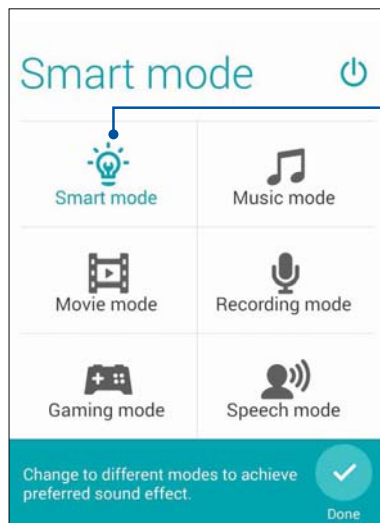 Smart mode
Smart mode
Music mode
Movie mode
Recording mode
Gaming mode
Speech mode
Change to different modes to achieve
preferred sound effect.
Done